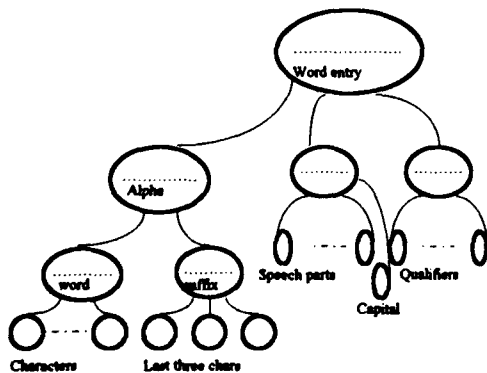 Word entry
Alpha
Speech parts
Qualifiers
word
suffix
Capital
Characters
Last three chars